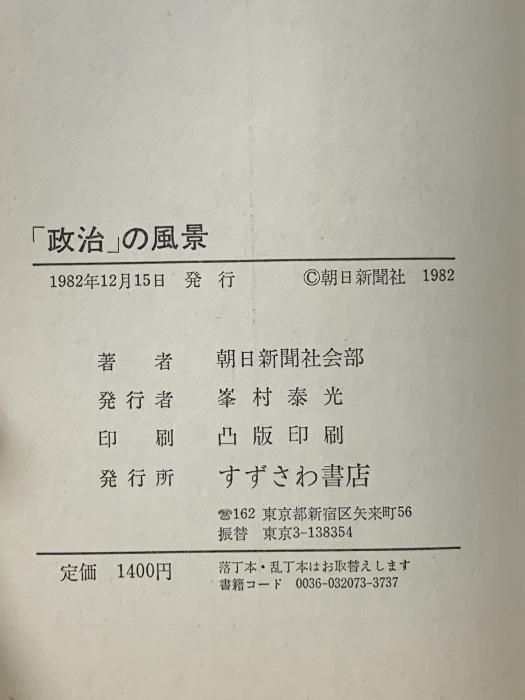 「政治」の風景
1982年12月15日 発 行 ©朝日新聞社 1982
著 者 朝日新聞社会部
発行者 峯村泰光
印 刷 凸版印刷
発行所 すずさわ書店
☎162 東京都新宿区矢来町56
振替 東京3-138354
定価 1400円 落丁本・乱丁本はお取替えします
書籍コード 0036-032073-3737